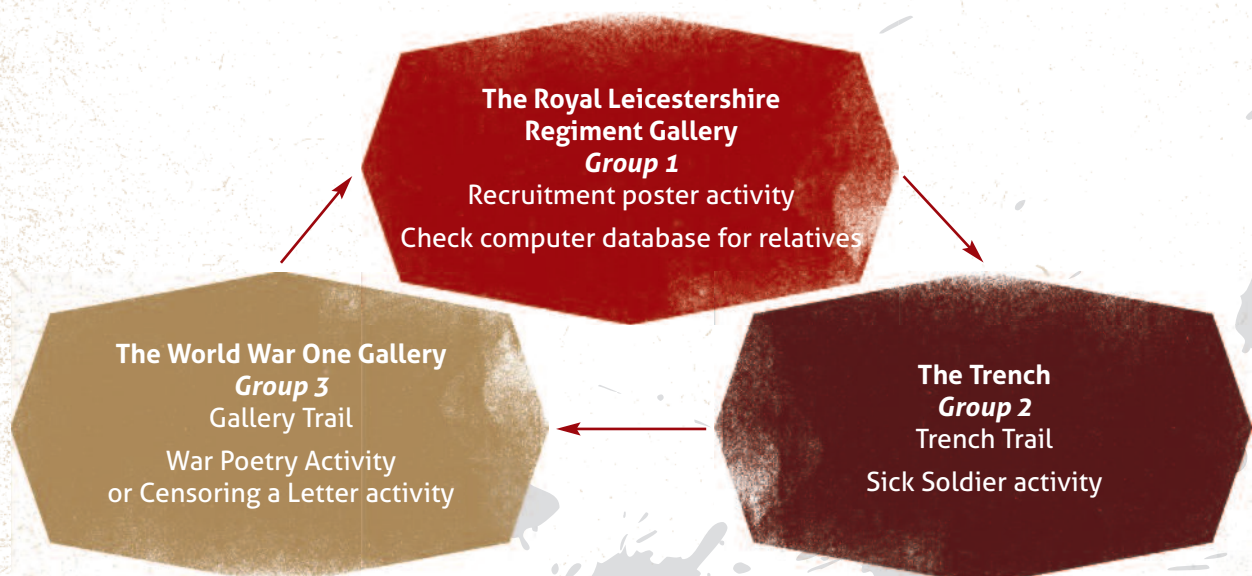 The Royal Leicestershire
Regiment Gallery
Group 1
Recruitment poster activity
Check computer database for relatives
The World War One Gallery
Group 3
Gallery Trail
War Poetry Activity
or Censoring a Letter activity
The Trench
Group 2
Trench Trail
Sick Soldier activity